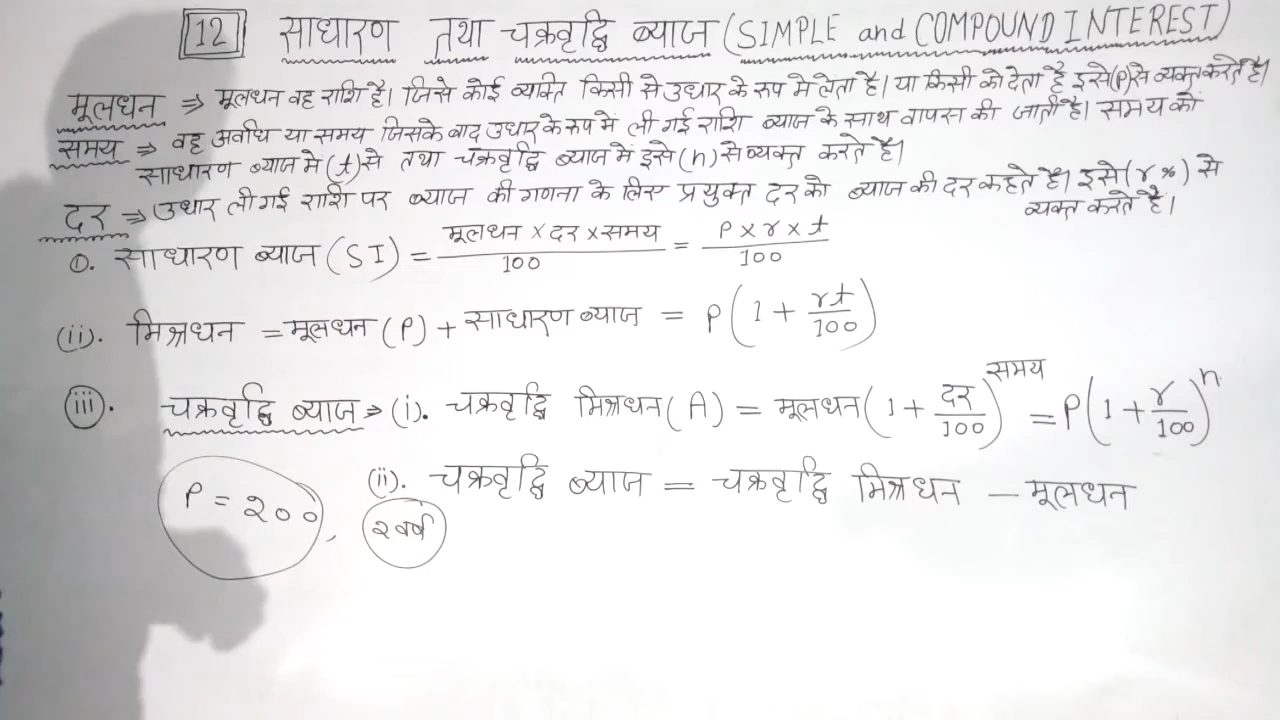 12 साधारण तथा चक्रवृद्धि ब्याज (SIMPLE and COMPOUND INTEREST)
मूलधन ⇒ मूलधन वह राशि है। जिसे कोई व्यक्ति किसी से उधार के रूप मे लेता है। या किसी को देता है इसे (P) से व्यक्त करते है।
समय ⇒ वह अवधि या समय जिसके बाद उधार के रूप में ली गई राशि ब्याज के साथ वापस की जाती है। समय को
साधारण ब्याज मे (t) से तथा चक्रवृद्धि ब्याज में इसे (n) से व्यक्त करते है।
दर ⇒ उधार ली गई राशि पर ब्याज की गणना के लिए प्रयुक्त दर को ब्याज की दर कहते है। इसे (r %) से
व्यक्त करते है।
①. साधारण ब्याज (SI) = मूलधन × दर × समय / 100 = P × r × t / 100
(ii). मिश्रधन = मूलधन (P) + साधारण ब्याज = P(1 + rt/100)
(iii). चक्रवृद्धि ब्याज ⇒ (i). चक्रवृद्धि मिश्रधन (A) = मूलधन (1 + दर/100)^समय = P(1 + r/100)^n
(ii). चक्रवृद्धि ब्याज = चक्रवृद्धि मिश्रधन – मूलधन
P = २००, २ वर्ष